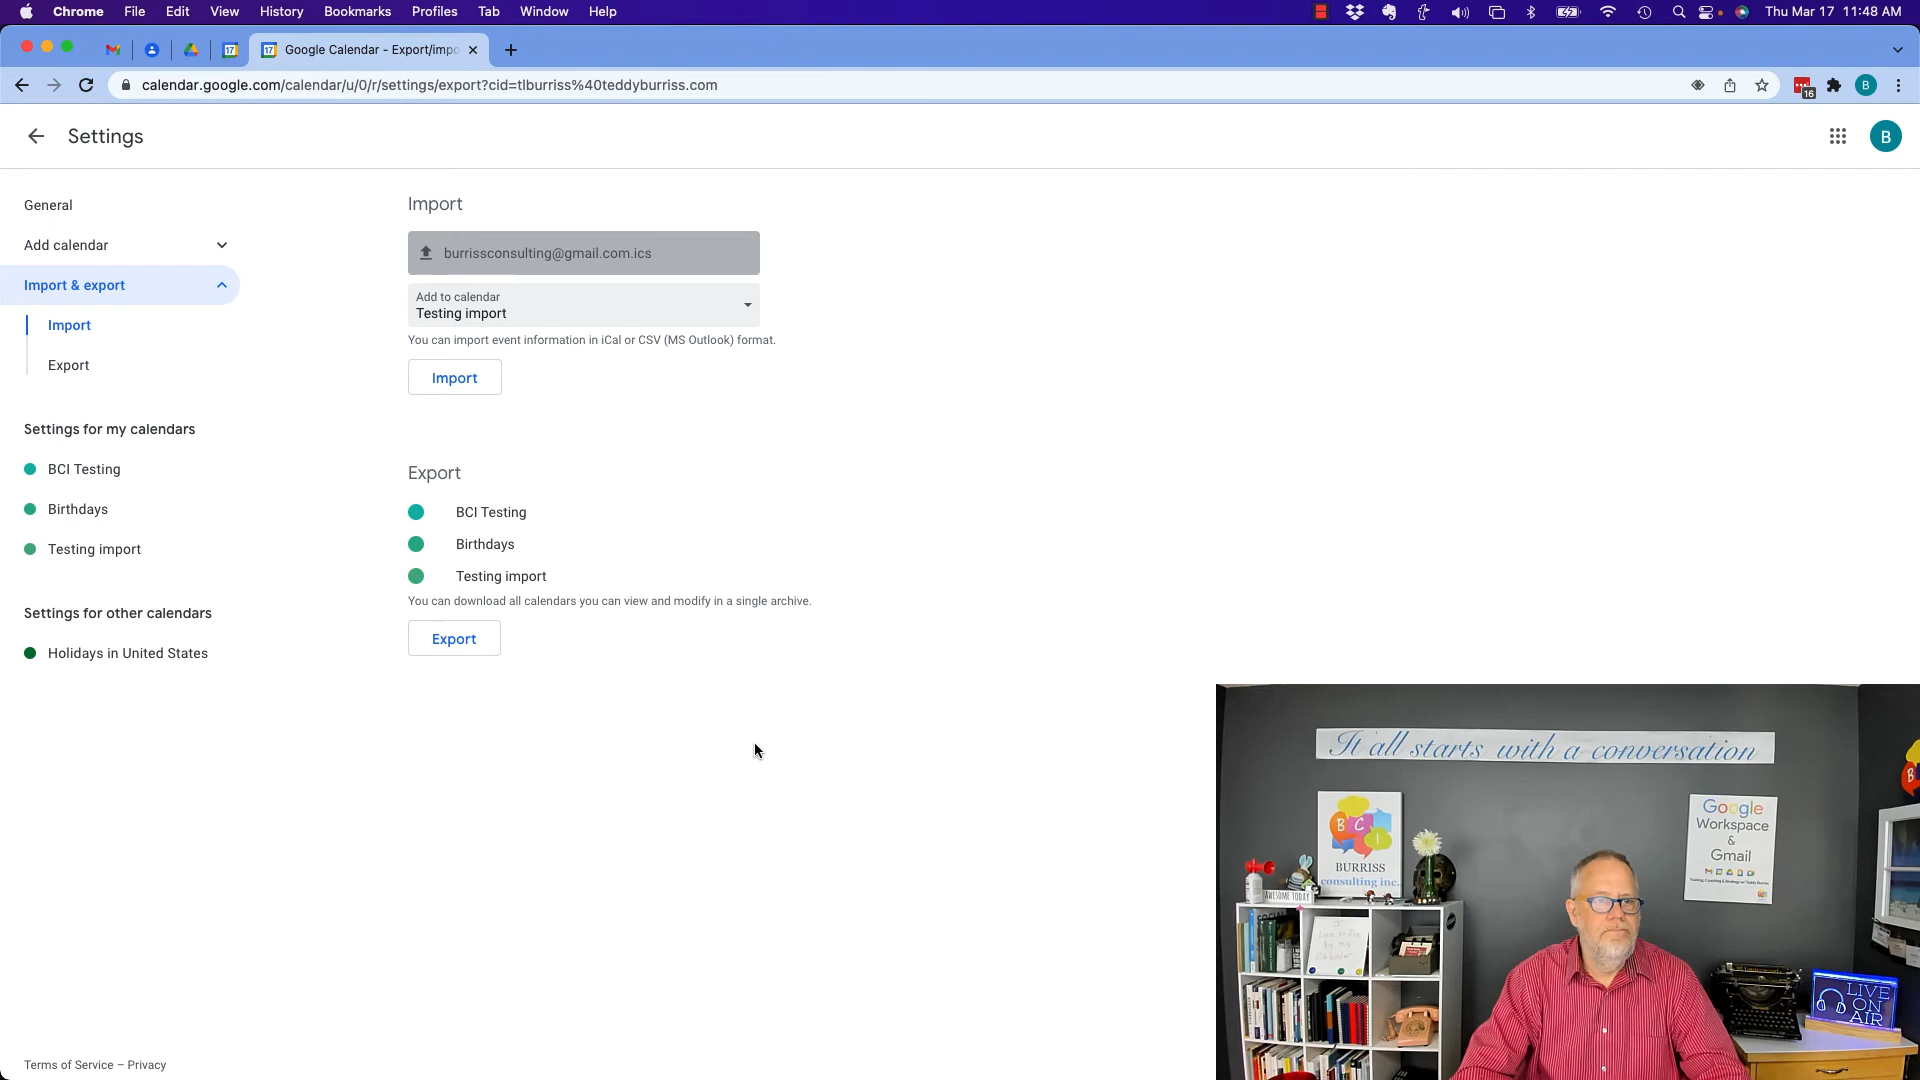 Chrome File Edit View History Bookmarks Profiles Tab Window Help
Thu Mar 17 11:48 AM
17
17 Google Calendar - Export/impo
calendar.google.com/calendar/u/0/r/settings/export?cid=tlburriss%40teddyburriss.com
16
B
Settings
B
General
Add calendar
Import & export
Import
Export
Settings for my calendars
BCI Testing
Birthdays
Testing import
Settings for other calendars
Holidays in United States
Terms of Service – Privacy
Import
burrissconsulting@gmail.com.ics
Add to calendar
Testing import
You can import event information in iCal or CSV (MS Outlook) format.
Import
Export
BCI Testing
Birthdays
Testing import
You can download all calendars you can view and modify in a single archive.
Export
It all starts with a conversation
B C I
BURRISS
consulting inc.
AWESOME TODAY
Google
Workspace
&
Gmail
B
LIVE
ON
AIR